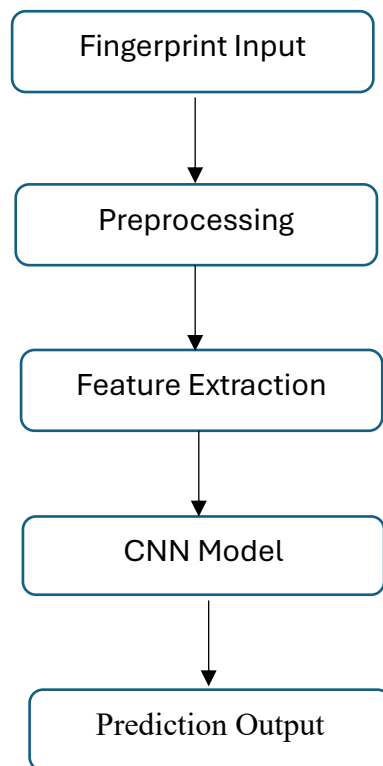 Fingerprint Input
Preprocessing
Feature Extraction
CNN Model
Prediction Output